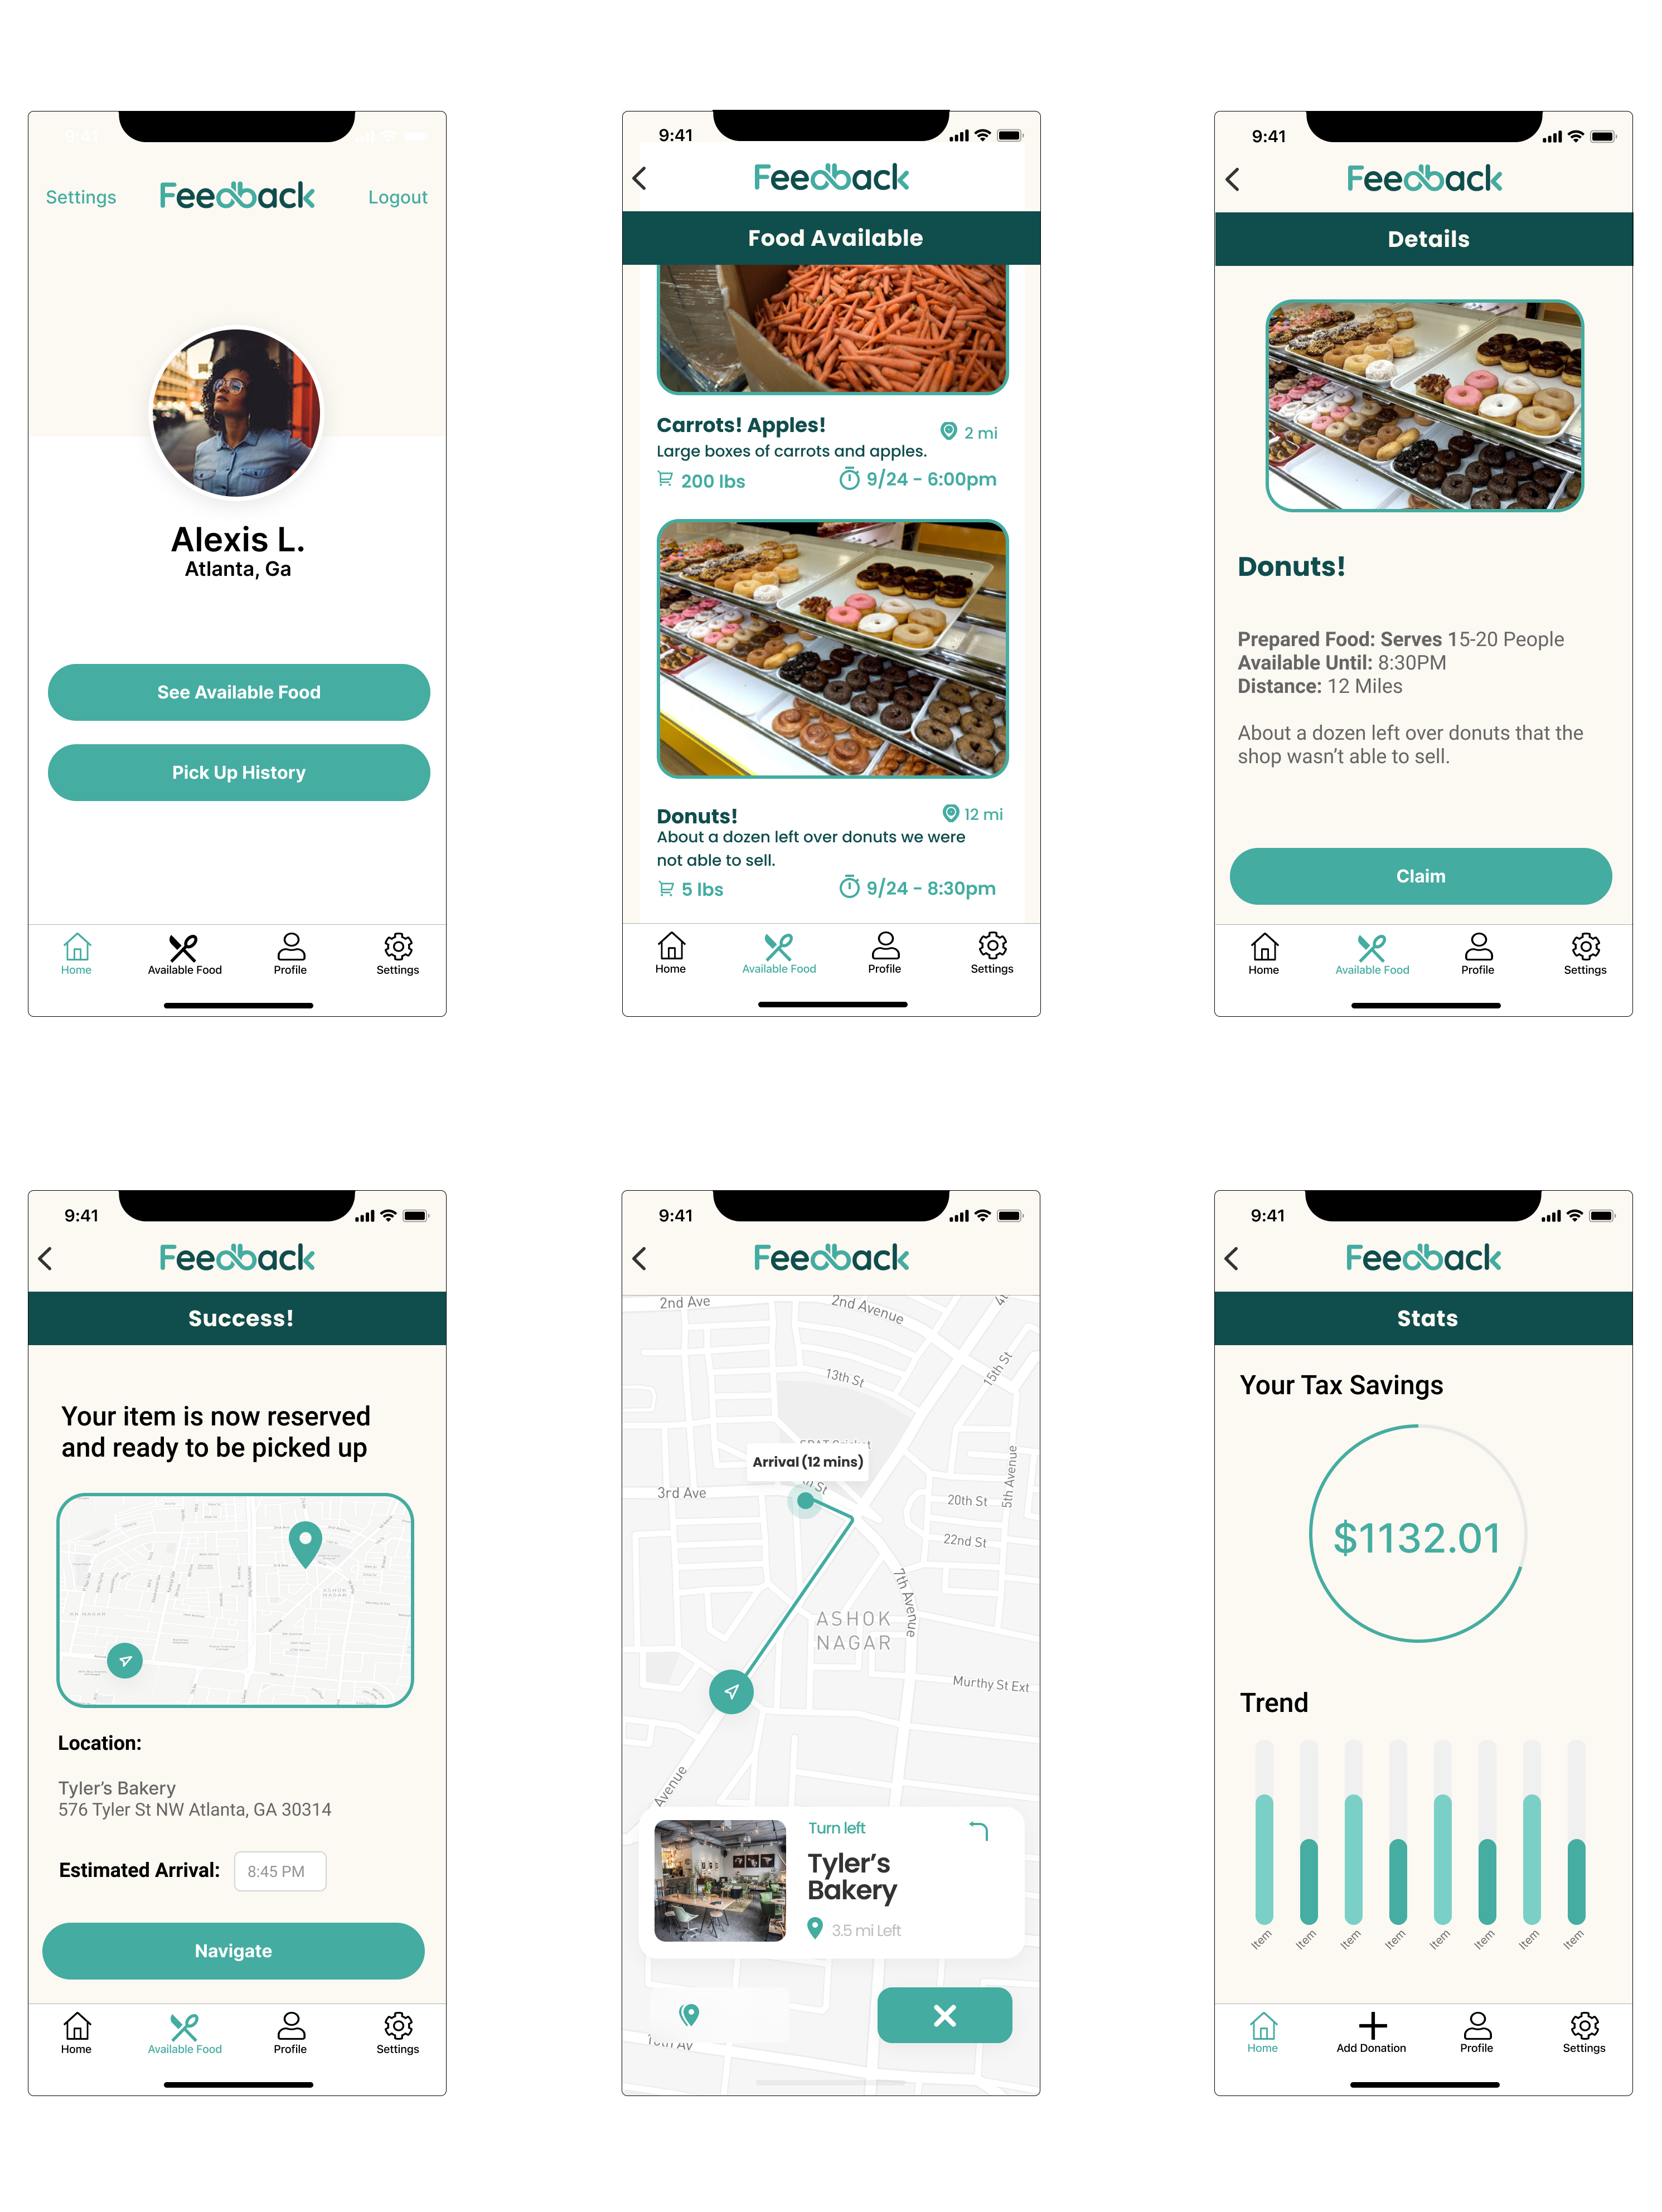 9:41
Settings
Feedback
Logout
Alexis L.
Atlanta, Ga
See Available Food
Pick Up History
Home
Available Food
Profile
Settings
9:41
Feedback
Food Available
Carrots! Apples!
2 mi
Large boxes of carrots and apples.
200 lbs
9/24 - 6:00pm
Donuts!
12 mi
About a dozen left over donuts we were
not able to sell.
5 lbs
9/24 - 8:30pm
Home
Available Food
Profile
Settings
9:41
Feedback
Details
Donuts!
Prepared Food: Serves 15-20 People
Available Until: 8:30PM
Distance: 12 Miles
About a dozen left over donuts that the
shop wasn't able to sell.
Claim
Home
Available Food
Profile
Settings
9:41
Feedback
Success!
Your item is now reserved
and ready to be picked up
ASHOK
NAGAR
Location:
Tyler's Bakery
576 Tyler St NW Atlanta, GA 30314
Estimated Arrival: 8:45 PM
Navigate
Home
Available Food
Profile
Settings
9:41
Feedback
2nd Ave
2nd Avenue
13th St
15th St
Arrival (12 mins)
3rd Ave
20th St
5th Avenue
22nd St
7th Avenue
ASHOK
NAGAR
Murthy St Ext
Avenue
Turn left
Tyler's
Bakery
3.5 mi Left
9:41
Feedback
Stats
Your Tax Savings
$1132.01
Trend
Item
Item
Item
Item
Item
Item
Item
Item
Home
Add Donation
Profile
Settings